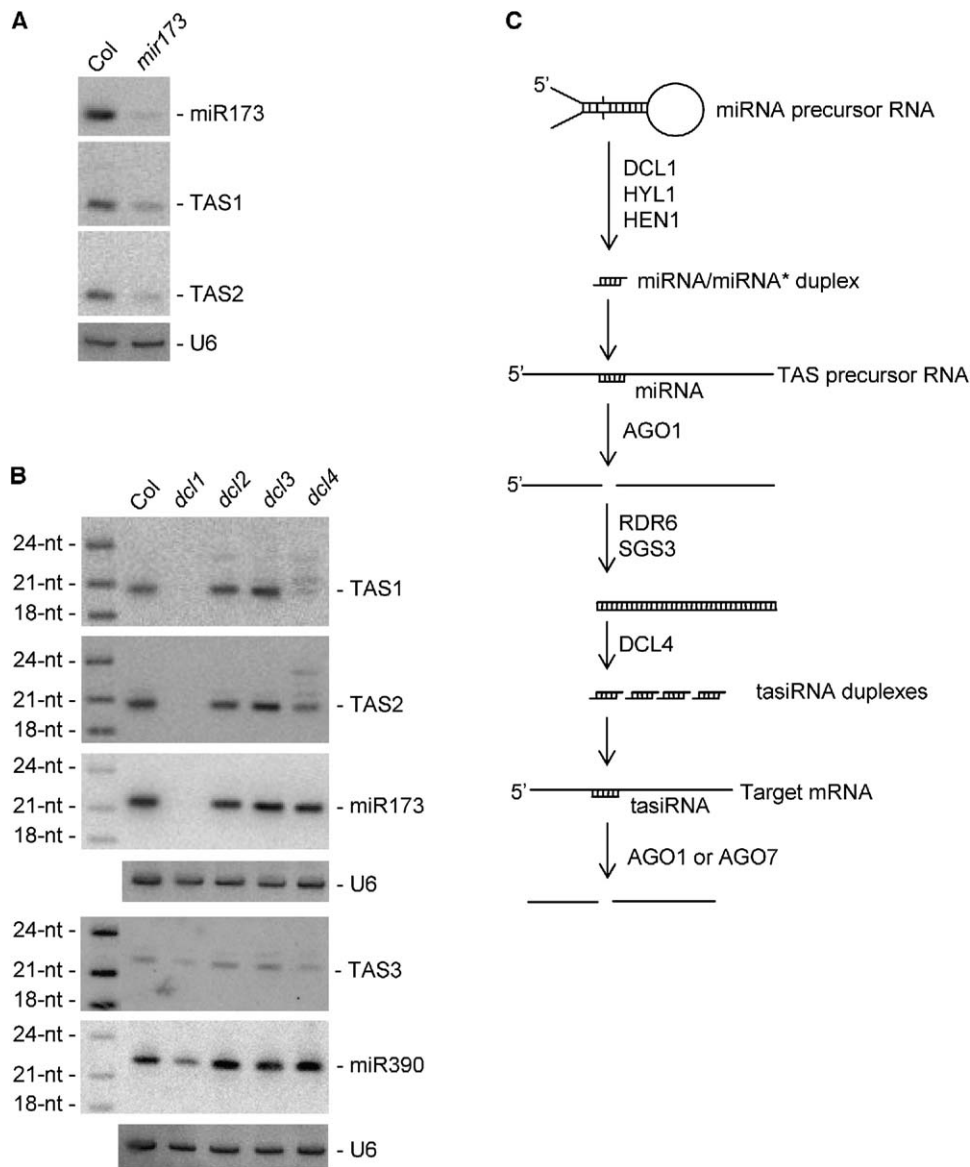 A
Col mir173
- miR173
- TAS1
- TAS2
- U6
B
Col dcl1 dcl2 dcl3 dcl4
24-nt -
21-nt - - TAS1
18-nt -
24-nt -
21-nt - - TAS2
18-nt -
24-nt -
21-nt - - miR173
18-nt -
- U6
24-nt -
21-nt - - TAS3
18-nt -
24-nt -
- miR390
21-nt -
18-nt -
- U6
C
5'
miRNA precursor RNA
DCL1
HYL1
HEN1
miRNA/miRNA* duplex
5' TAS precursor RNA
miRNA
AGO1
5'
RDR6
SGS3
DCL4
tasiRNA duplexes
5' Target mRNA
tasiRNA
AGO1 or AGO7